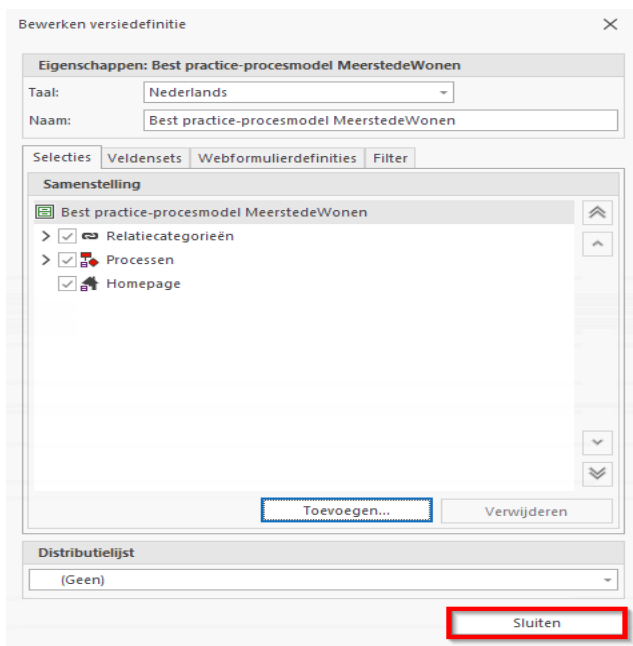 Bewerken versiedefinitie
Eigenschappen: Best practice-procesmodel MeerstedeWonen
Taal: Nederlands
Naam: Best practice-procesmodel MeerstedeWonen
Selecties Veldensets Webformulierdefinities Filter
Samenstelling
Best practice-procesmodel MeerstedeWonen
Relatiecategorieën
Processen
Homepage
Toevoegen... Verwijderen
Distributielijst
(Geen)
Sluiten